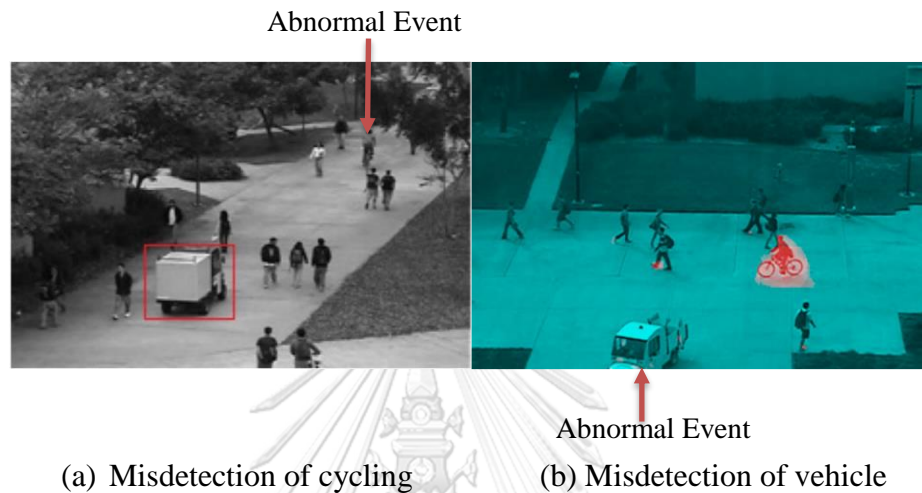 Abnormal Event
Abnormal Event
(a) Misdetection of cycling
(b) Misdetection of vehicle